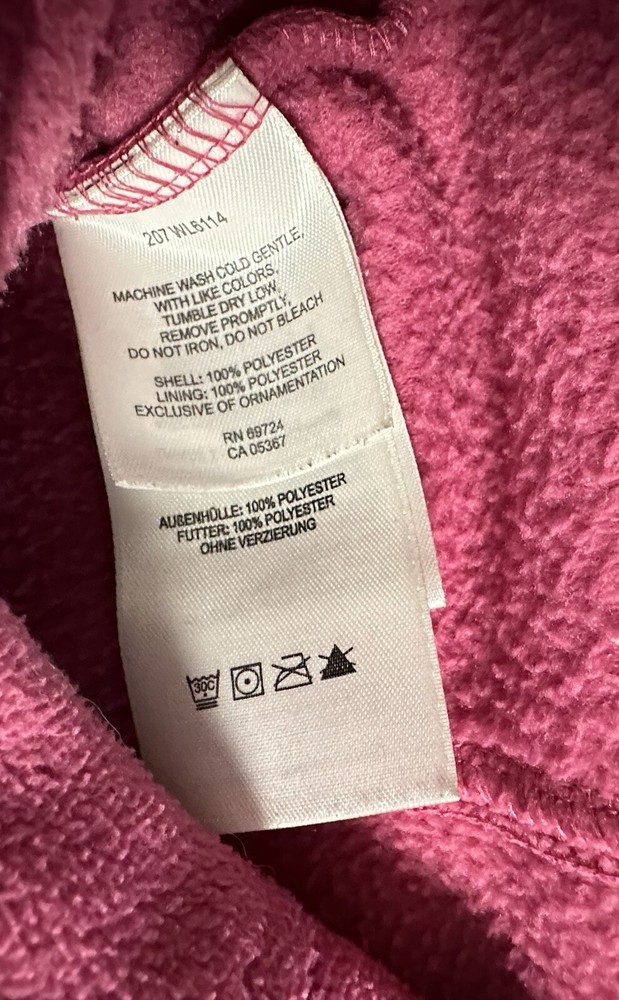 207WL6114
MACHINE WASH COLD GENTLE,
WITH LIKE COLORS,
TUMBLE DRY LOW,
REMOVE PROMPTLY,
DO NOT IRON, DO NOT BLEACH
SHELL: 100% POLYESTER
LINING: 100% POLYESTER
EXCLUSIVE OF ORNAMENTATION
RN 69724
CA 05367
AUßENHÜLLE: 100% POLYESTER
FUTTER: 100% POLYESTER
OHNE VERZIERUNG
30C